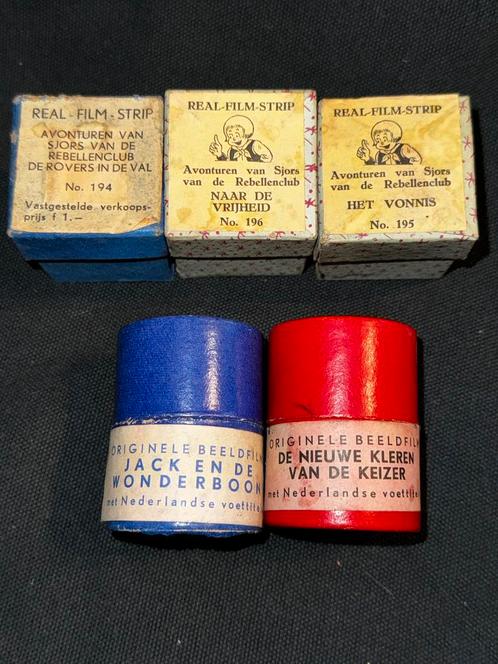 REAL-FILM-STRIP
AVONTUREN VAN
SJORS VAN DE
REBELLENCLUB
DE ROVERS IN DE VAL
No. 194
Vastgestelde verkoops-
prijs f 1.—
REAL-FILM-STRIP
Avonturen van Sjors
van de Rebellenclub
NAAR DE
VRIJHEID
No. 196
REAL-FILM-STRIP
Avonturen van Sjors
van de Rebellenclub
HET VONNIS
No. 195
ORIGINELE BEELDFILM
JACK EN DE
WONDERBOON
met Nederlandse voettite
ORIGINELE BEELDFILM
DE NIEUWE KLEREN
VAN DE KEIZER
met Nederlandse voettite